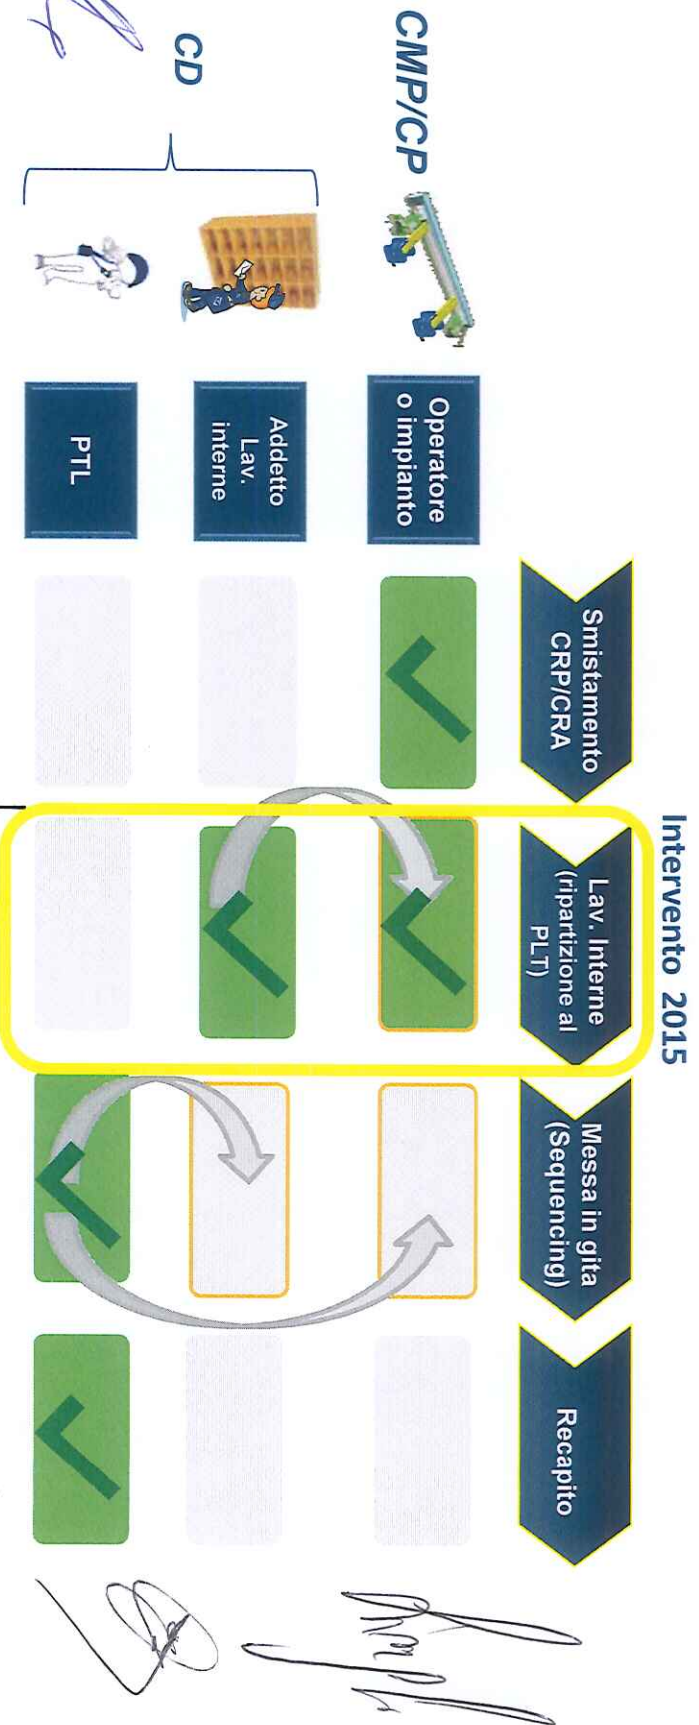 Intervento 2015
Smistamento
CRP/CRA
Lav. Interne
(ripartizione al
PLT)
Messa in gita
(Sequencing)
Recapito
CMP/CP
Operatore
o impianto
CD
Addetto
Lav.
interne
PTL